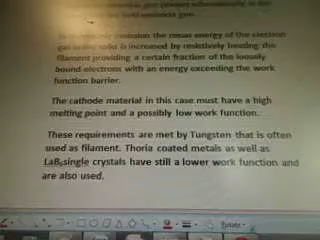 In thermionic emission the mean energy of the electron
gas in the solid is increased by resistively heating the
filament providing a certain fraction of the loosely
bound electrons with an energy exceeding the work
function barrier.
The cathode material in this case must have a high
melting point and a possibly low work function.
These requirements are met by Tungsten that is often
used as filament. Thoria coated metals as well as
LaB₆single crystals have still a lower work function and
are also used.